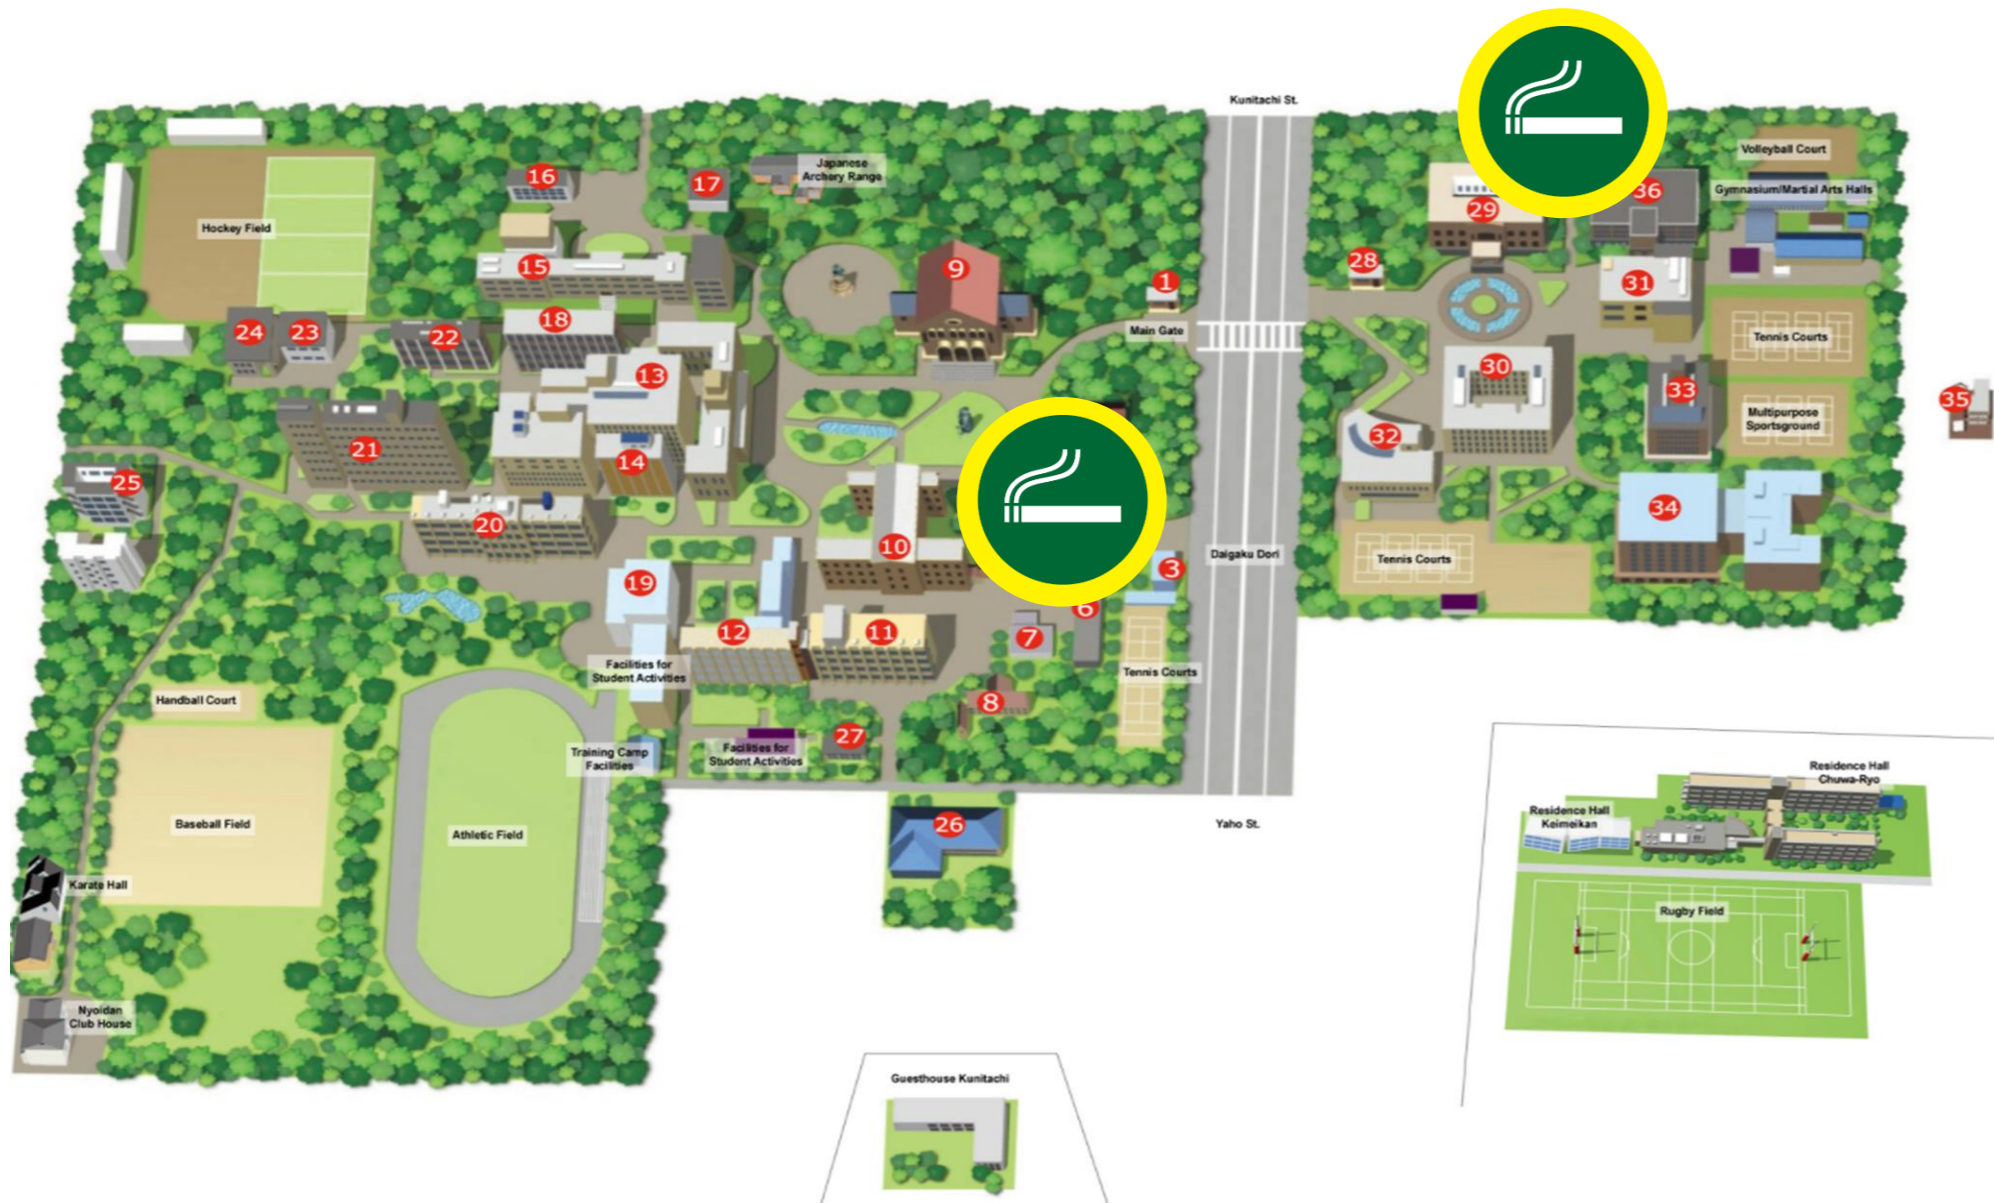 Kunitachi St.
Volleyball Court
Japanese
Archery Range
16
17
36
Gymnasium/Martial Arts Halls
29
Hockey Field
15
9
1
28
31
Main Gate
24
23
22
18
13
30
33
Tennis Courts
35
Multipurpose
Sportsground
21
14
32
25
20
10
34
Daigaku Dori
3
Tennis Courts
19
6
12
11
7
Facilities for
Student Activities
Tennis Courts
Handball Court
8
27
Training Camp
Facilities
Facilities for
Student Activities
Residence Hall
Chuwa-Ryo
Baseball Field
Athletic Field
26
Yaho St.
Residence Hall
Keimeikan
Karate Hall
Rugby Field
Nyoidan
Club House
Guesthouse Kunitachi